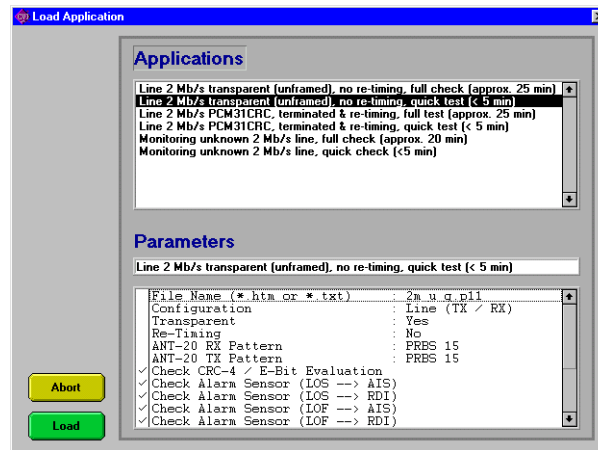 Load Application
Applications
Line 2 Mb/s transparent (unframed), no re-timing, full check (approx. 25 min)
Line 2 Mb/s transparent (unframed), no re-timing, quick test (< 5 min)
Line 2 Mb/s PCM31CRC, terminated & re-timing, full test (approx. 25 min)
Line 2 Mb/s PCM31CRC, terminated & re-timing, quick test (< 5 min)
Monitoring unknown 2 Mb/s line, full check (approx. 20 min)
Monitoring unknown 2 Mb/s line, quick check (<5 min)
Parameters
Line 2 Mb/s transparent (unframed), no re-timing, quick test (< 5 min)
File Name (*.htm or *.txt) : 2m_u_q.p11
Configuration : Line (TX / RX)
Transparent : Yes
Re-Timing : No
ANT-20 RX Pattern : PRBS 15
ANT-20 TX Pattern : PRBS 15
✓Check CRC-4 / E-Bit Evaluation
✓Check Alarm Sensor (LOS --> AIS)
✓Check Alarm Sensor (LOS --> RDI)
✓Check Alarm Sensor (LOF --> AIS)
✓Check Alarm Sensor (LOF --> RDI)
Abort
Load